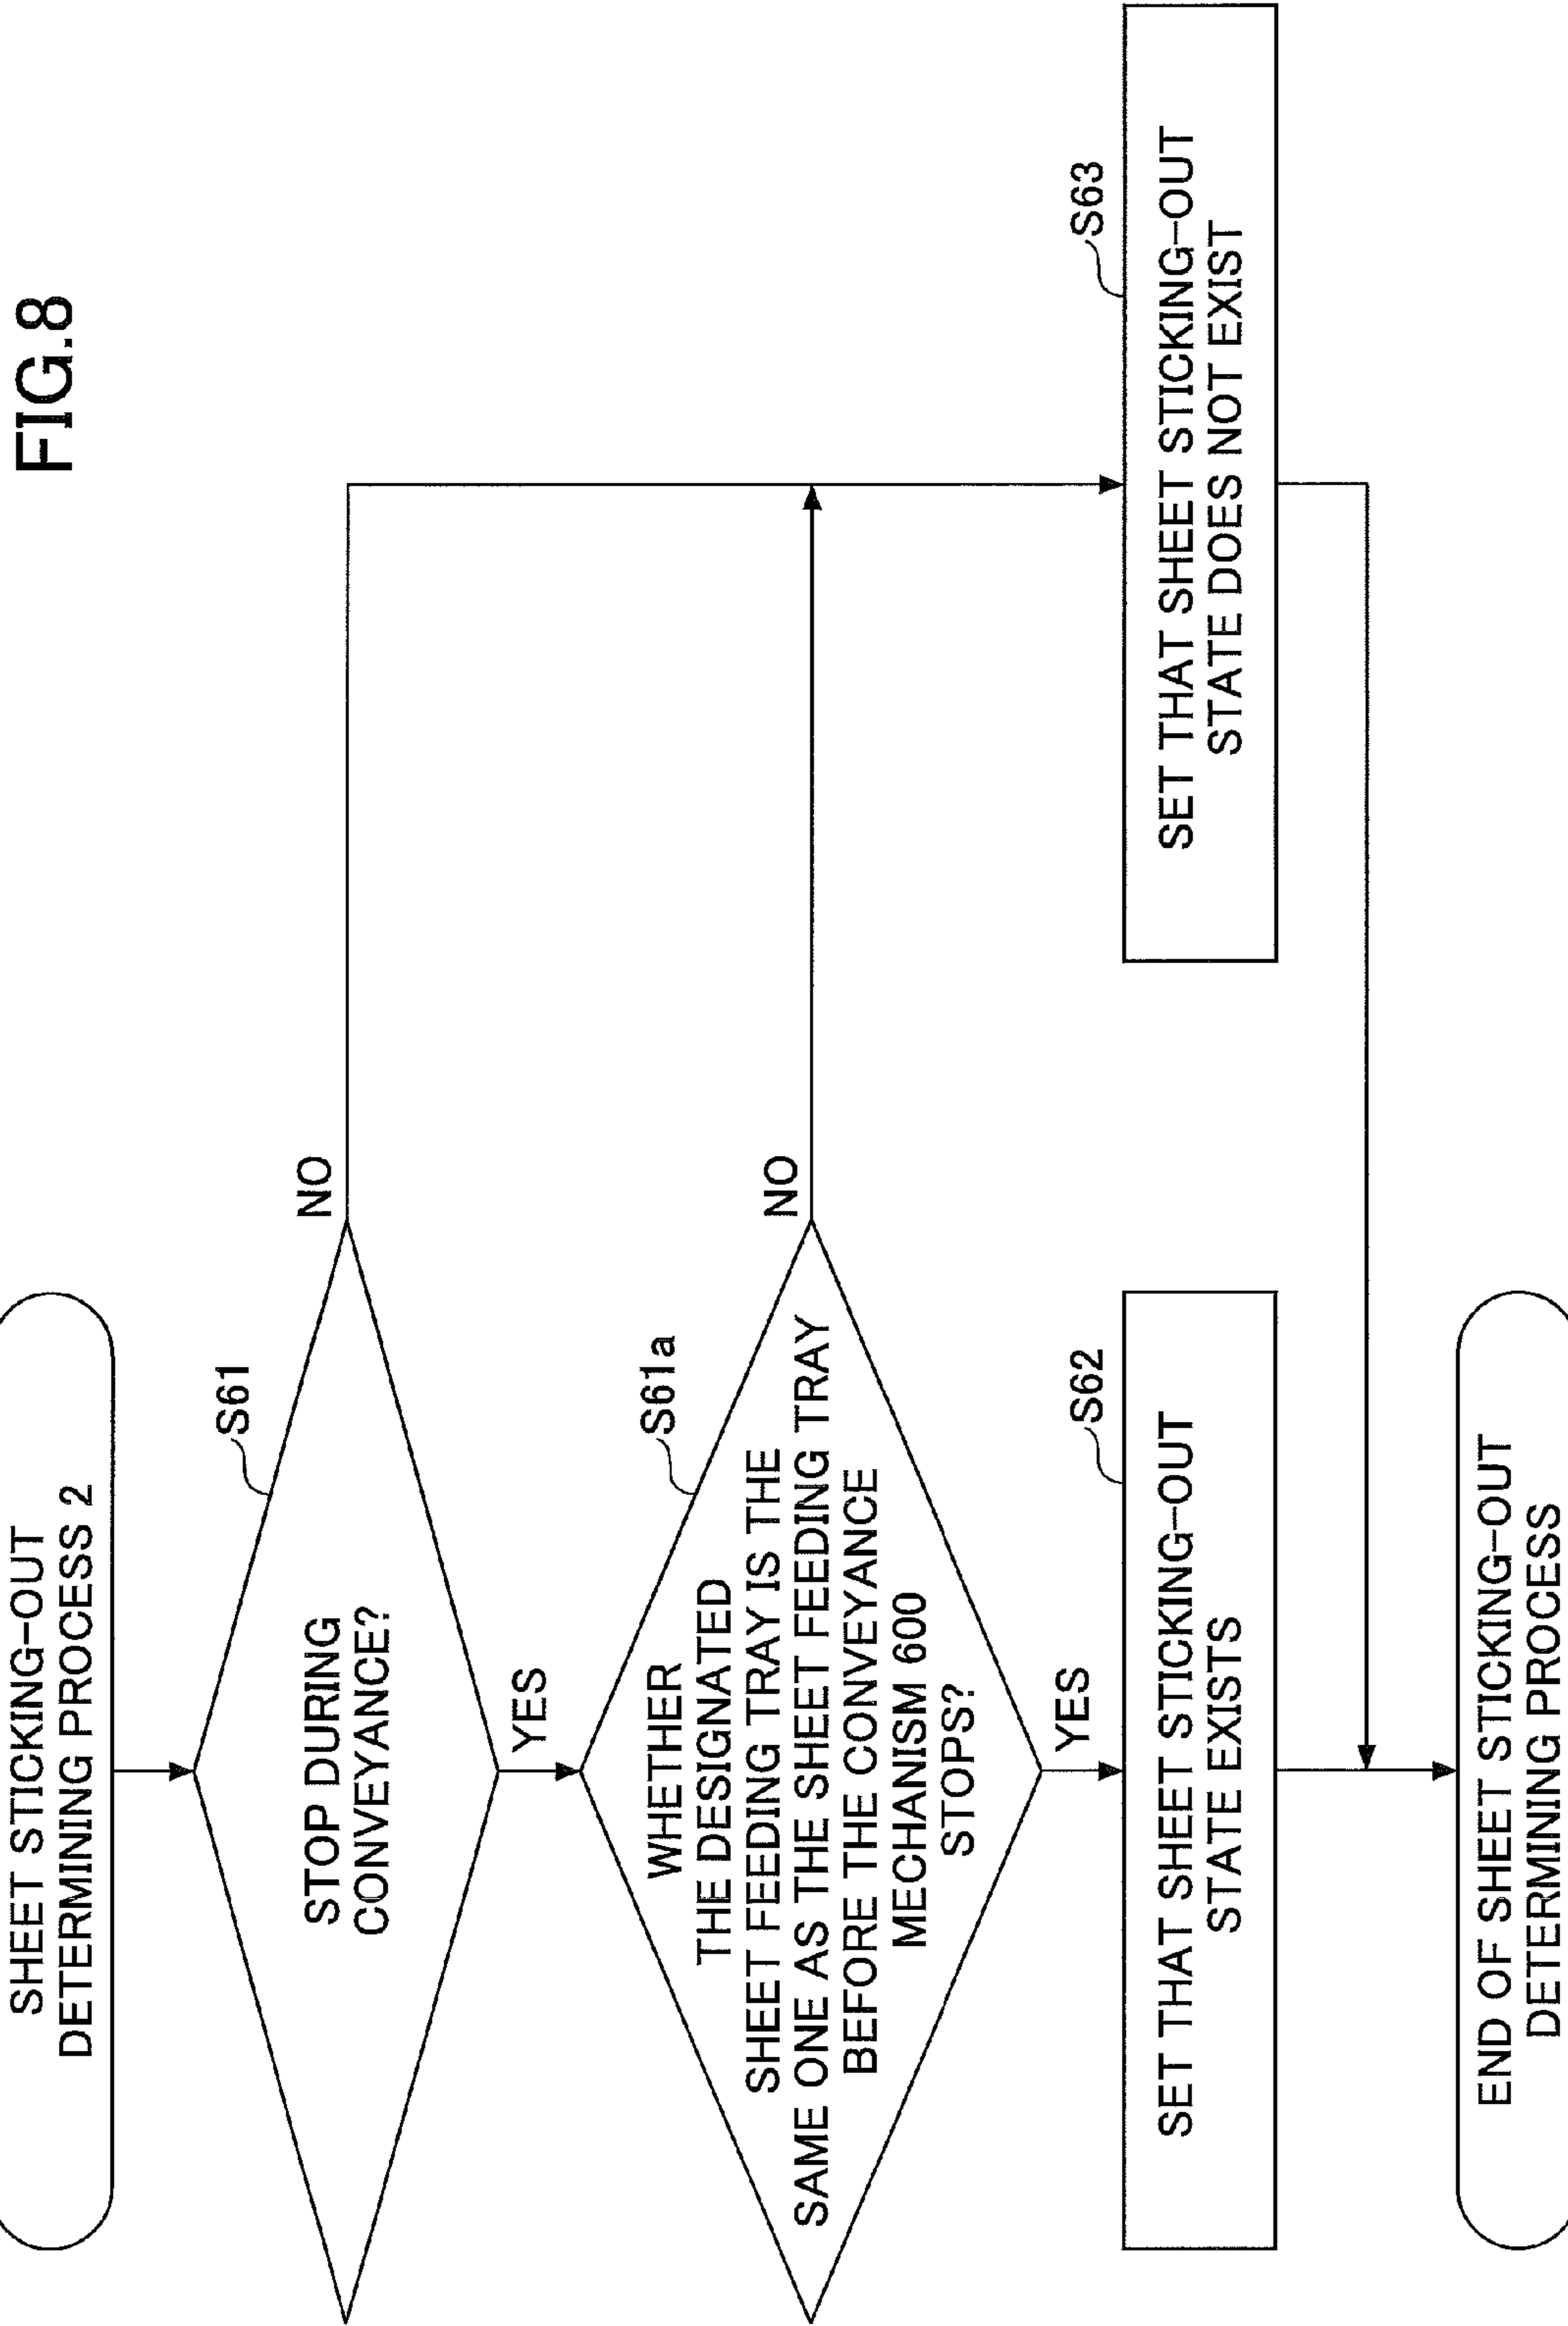 FIG.8
SHEET STICKING-OUT
DETERMINING PROCESS 2
S61
STOP DURING
CONVEYANCE?
NO
YES
S61a
WHETHER
THE DESIGNATED
SHEET FEEDING TRAY IS THE
SAME ONE AS THE SHEET FEEDING TRAY
BEFORE THE CONVEYANCE
MECHANISM 600
STOPS?
NO
YES
S62
SET THAT SHEET STICKING-OUT
STATE EXISTS
S63
SET THAT SHEET STICKING-OUT
STATE DOES NOT EXIST
END OF SHEET STICKING-OUT
DETERMINING PROCESS